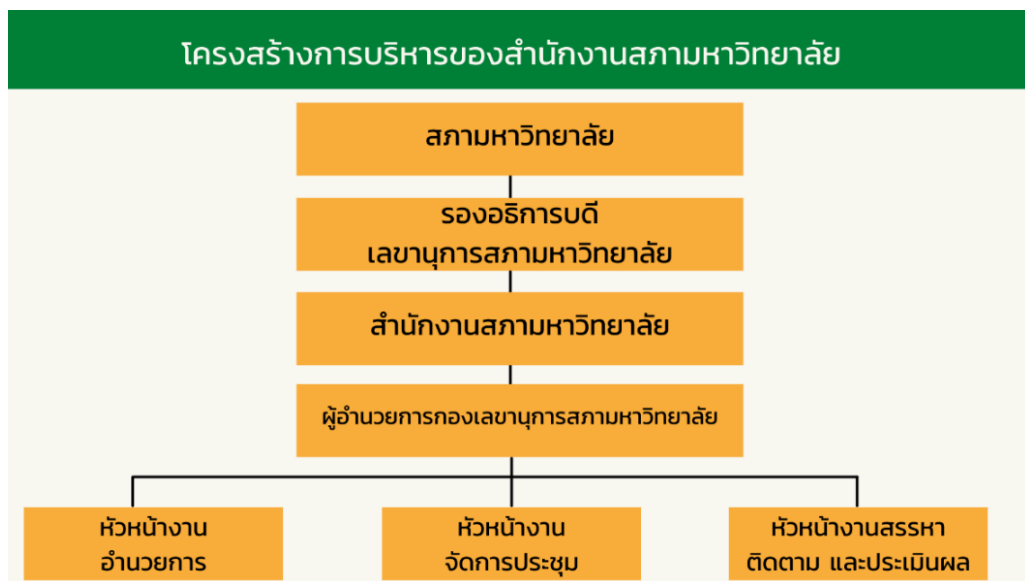 โครงสร้างการบริหารของสำนักงานสภามหาวิทยาลัย
สภามหาวิทยาลัย
รองอธิการบดี
เลขานุการสภามหาวิทยาลัย
สำนักงานสภามหาวิทยาลัย
ผู้อำนวยการกองเลขานุการสภามหาวิทยาลัย
หัวหน้างาน
อำนวยการ
หัวหน้างาน
จัดการประชุม
หัวหน้างานสรรหา
ติดตาม และประเมินผล